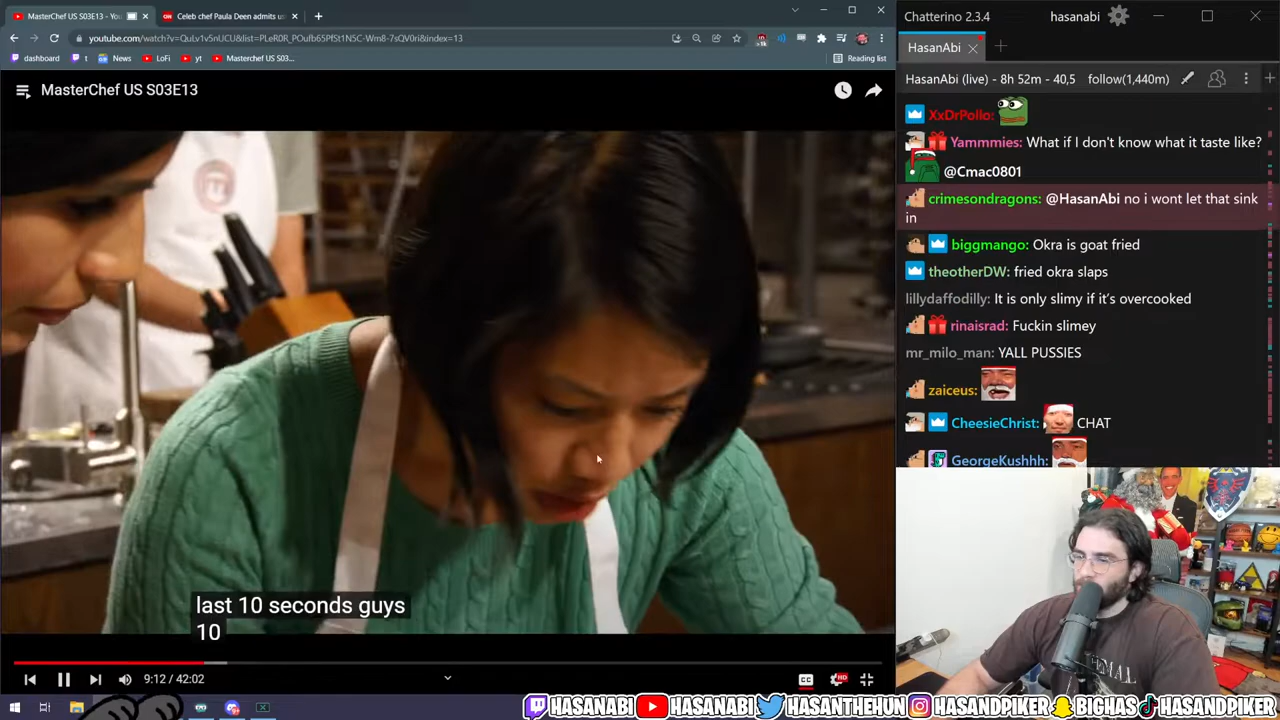 MasterChef US S03E13 - You
Celeb chef Paula Deen admits us
youtube.com/watch?v=QuLv1v5nUCU&list=PLeR0R_POufb65PfSt1N5C-Wm8-7sQV0ri&index=13
dashboard
t
News
LoFi
yt
Masterchef US S03...
Reading list
MasterChef US S03E13
last 10 seconds guys
10
9:12 / 42:02
HD
Chatterino 2.3.4
hasanabi
HasanAbi
HasanAbi (live) - 8h 52m - 40,5
follow(1,440m)
XxDrPollo:
Yammmies: What if I don't know what it taste like?
@Cmac0801
crimesondragons: @HasanAbi no i wont let that sink
in
biggmango: Okra is goat fried
theotherDW: fried okra slaps
lillydaffodilly: It is only slimy if it's overcooked
rinaisrad: Fuckin slimey
mr_milo_man: YALL PUSSIES
zaiceus:
CheesieChrist: CHAT
GeorgeKushhh:
HASANABI HASANABI HASANTHEHUN HASANDPIKER BIGHAS HASANDPIKER